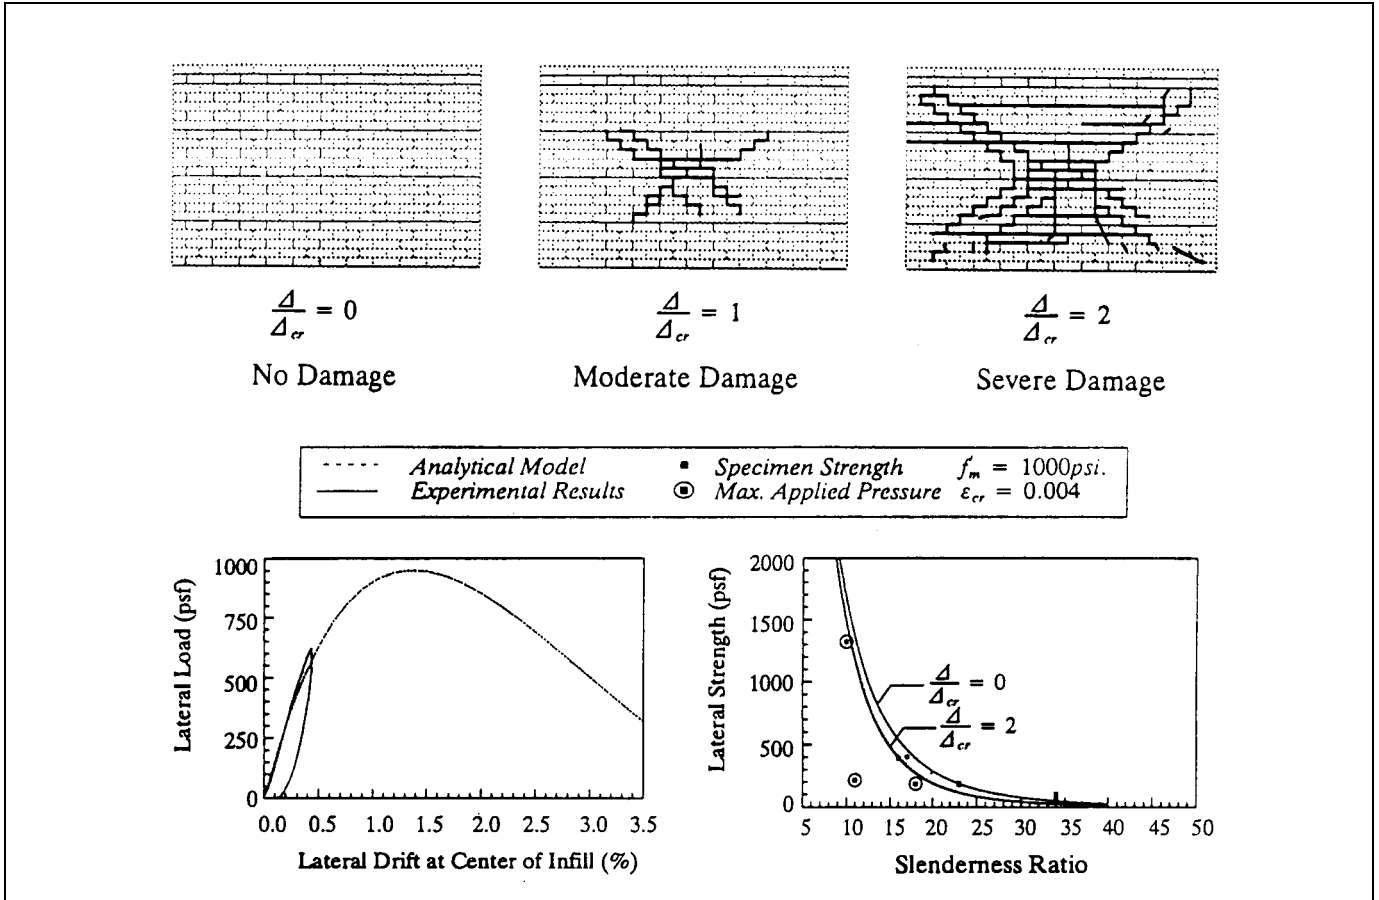 Δ/Δcr = 0
Δ/Δcr = 1
Δ/Δcr = 2
No Damage
Moderate Damage
Severe Damage
Analytical Model
Experimental Results
Specimen Strength
Max. Applied Pressure
f'm = 1000psi.
εcr = 0.004
Lateral Load (psf)
1000
750
500
250
0
0.0 0.5 1.0 1.5 2.0 2.5 3.0 3.5
Lateral Drift at Center of Infill (%)
Lateral Strength (psf)
2000
1500
1000
500
0
Δ/Δcr = 0
Δ/Δcr = 2
5 10 15 20 25 30 35 40 45 50
Slenderness Ratio